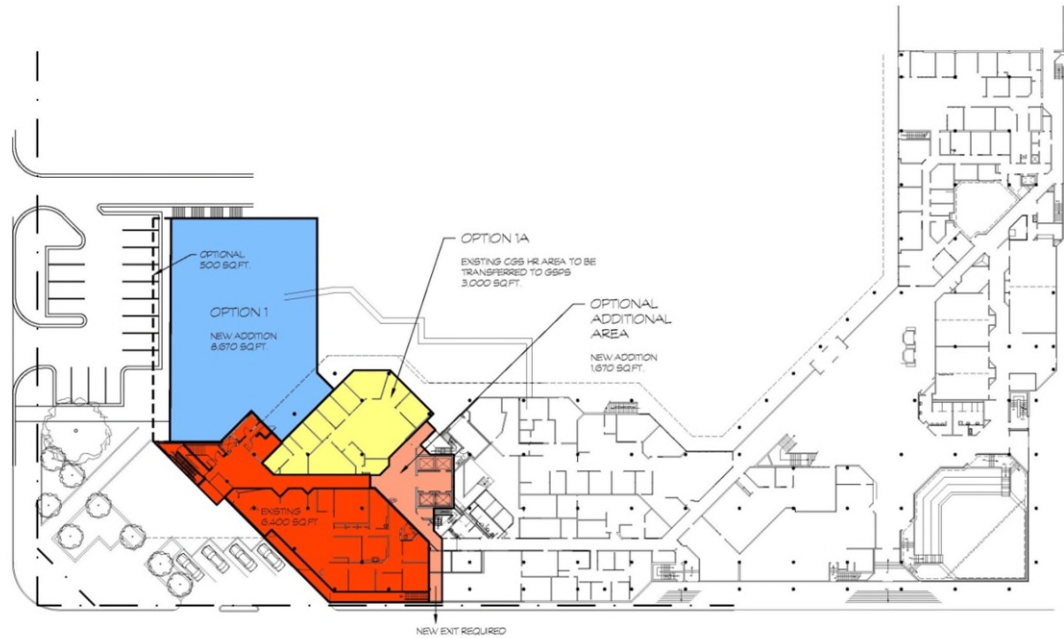 OPTION 1A
EXISTING CGS HR AREA TO BE
TRANSFERRED TO GSPS
3,000 SQ.FT.
OPTIONAL
500 SQ.FT.
OPTION 1
NEW ADDITION
8,670 SQ.FT.
OPTIONAL
ADDITIONAL
AREA
NEW ADDITION
1,670 SQ.FT.
EXISTING
6,400 SQ.FT.
NEW EXIT REQUIRED